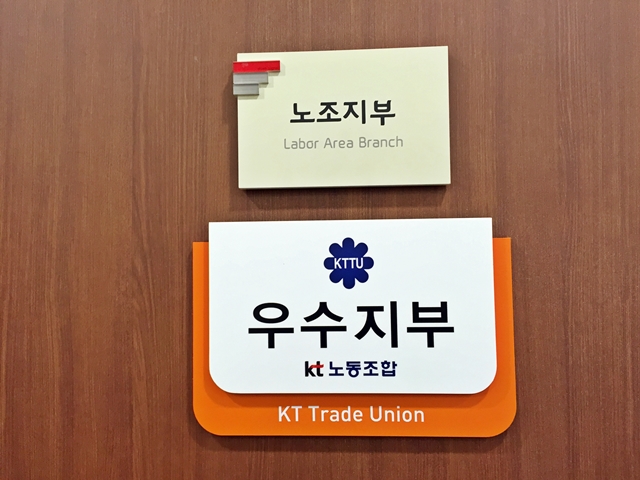 노조지부
Labor Area Branch
KTTU
우수지부
kt 노동조합
KT Trade Union